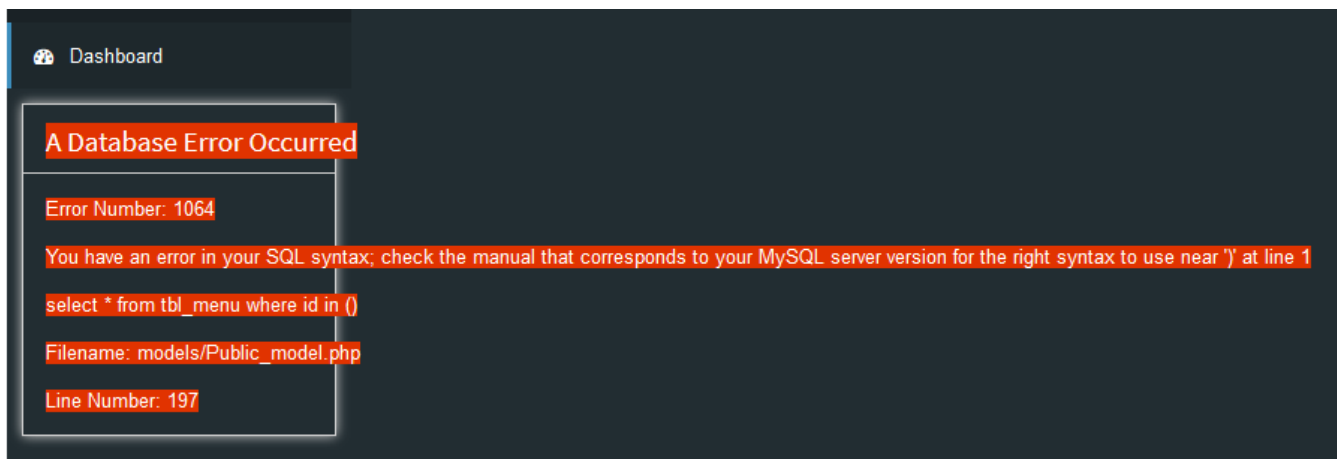 Dashboard
A Database Error Occurred
Error Number: 1064
You have an error in your SQL syntax; check the manual that corresponds to your MySQL server version for the right syntax to use near ')' at line 1
select * from tbl_menu where id in ()
Filename: models/Public_model.php
Line Number: 197